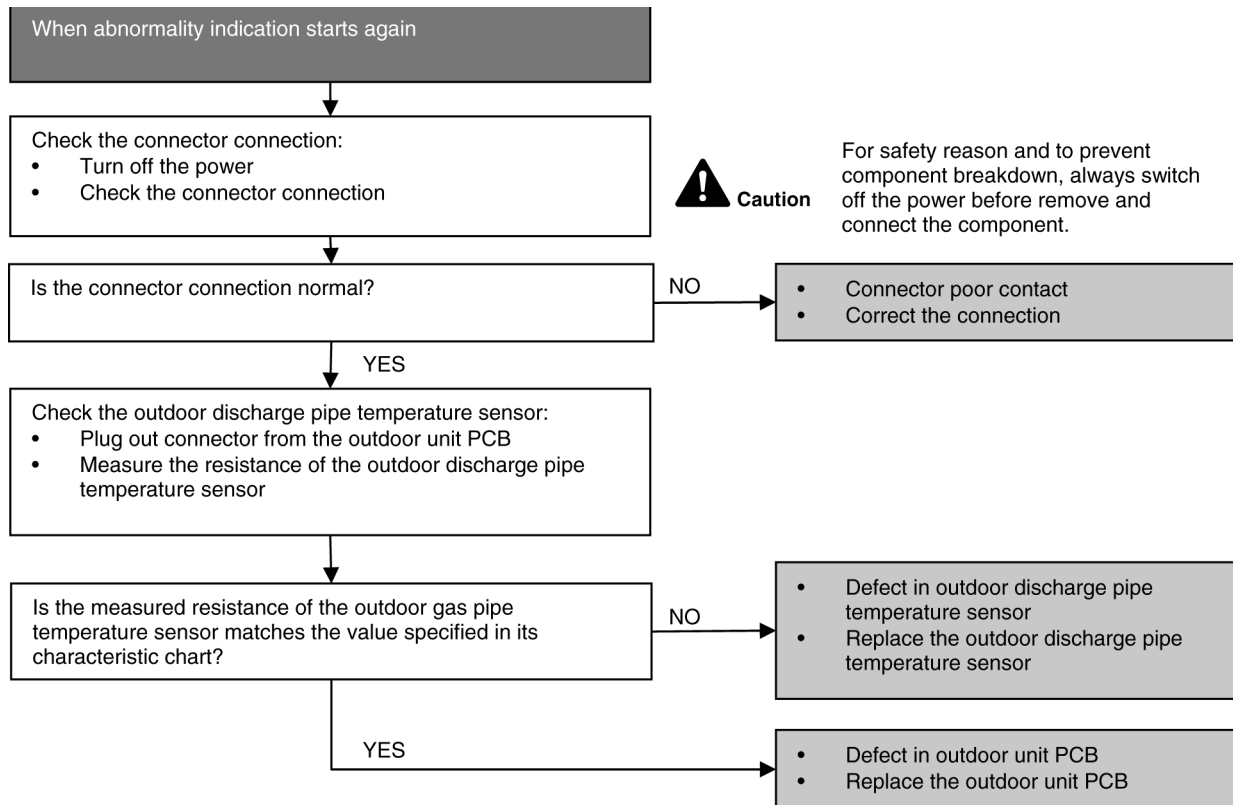 When abnormality indication starts again
Check the connector connection:
• Turn off the power
• Check the connector connection
Caution
For safety reason and to prevent
component breakdown, always switch
off the power before remove and
connect the component.
Is the connector connection normal?
NO
• Connector poor contact
• Correct the connection
YES
Check the outdoor discharge pipe temperature sensor:
• Plug out connector from the outdoor unit PCB
• Measure the resistance of the outdoor discharge pipe
temperature sensor
Is the measured resistance of the outdoor gas pipe
temperature sensor matches the value specified in its
characteristic chart?
NO
• Defect in outdoor discharge pipe
temperature sensor
• Replace the outdoor discharge pipe
temperature sensor
YES
• Defect in outdoor unit PCB
• Replace the outdoor unit PCB